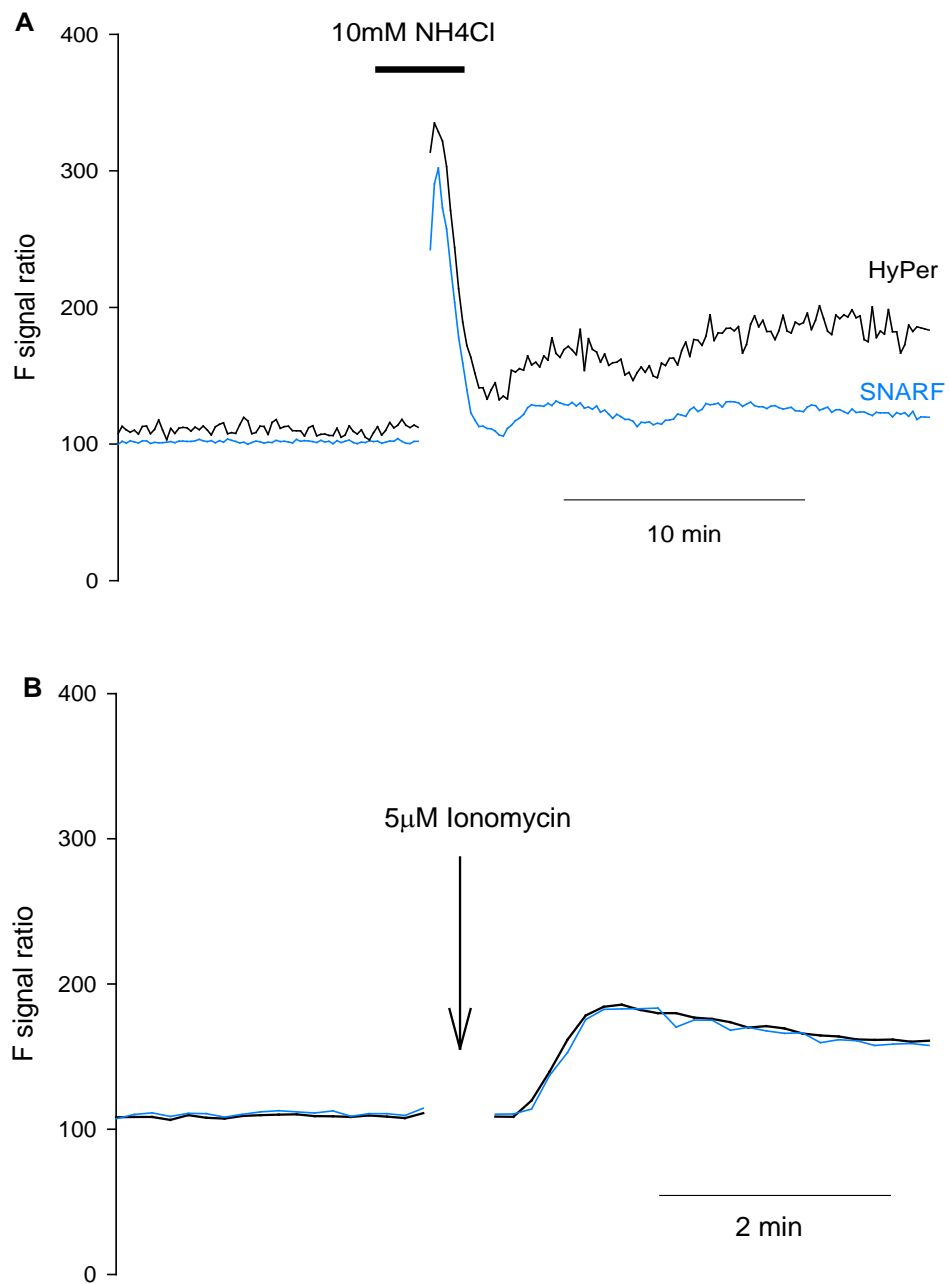 A
10mM NH4Cl
400
300
200
100
0
F signal ratio
HyPer
SNARF
10 min
B
400
300
200
100
0
F signal ratio
5μM Ionomycin
2 min